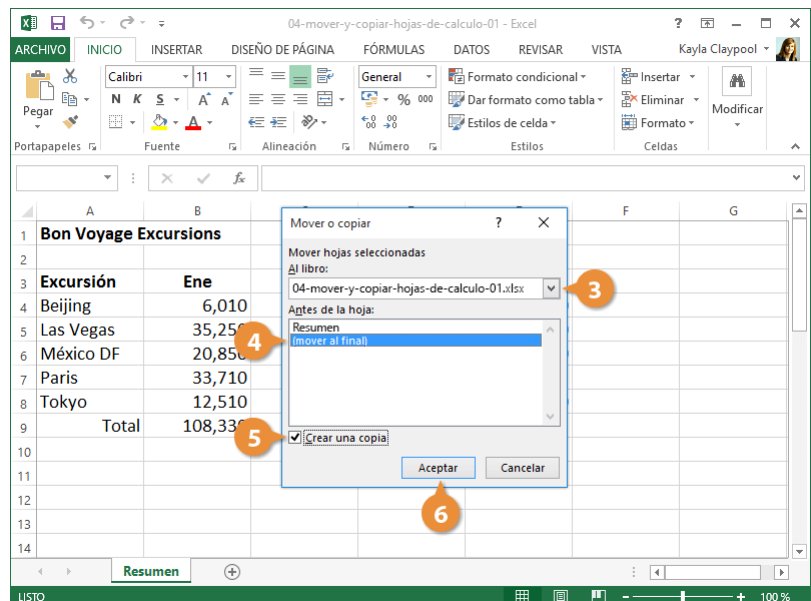 04-mover-y-copiar-hojas-de-calculo-01 - Excel
ARCHIVO INICIO INSERTAR DISEÑO DE PÁGINA FÓRMULAS DATOS REVISAR VISTA Kayla Claypool
Pegar
Calibri 11
N K S A A
A
General
% 000
Formato condicional
Dar formato como tabla
Estilos de celda
Insertar
Eliminar
Formato
Modificar
Portapapeles Fuente Alineación Número Estilos Celdas
fx
A B F G
1 Bon Voyage Excursions
2
3 Excursión Ene
4 Beijing 6,010
5 Las Vegas
6 México DF
7 Paris 33,710
8 Tokyo 12,510
9 Total
10
11
12
13
14
Mover o copiar ? X
Mover hojas seleccionadas
Al libro:
04-mover-y-copiar-hojas-de-calculo-01.xlsx
3
Antes de la hoja:
Resumen
(mover al final)
4
Crear una copia
5
Aceptar Cancelar
6
Resumen
LISTO 100 %